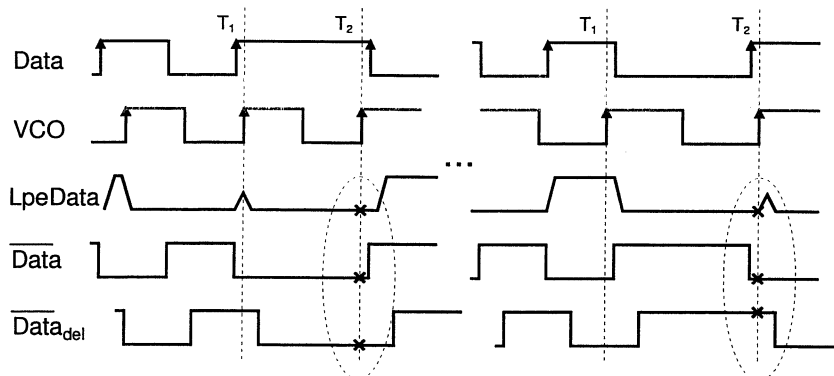 T1 T2 T1 T2
Data
VCO
...
LpeData
Data
Datadel